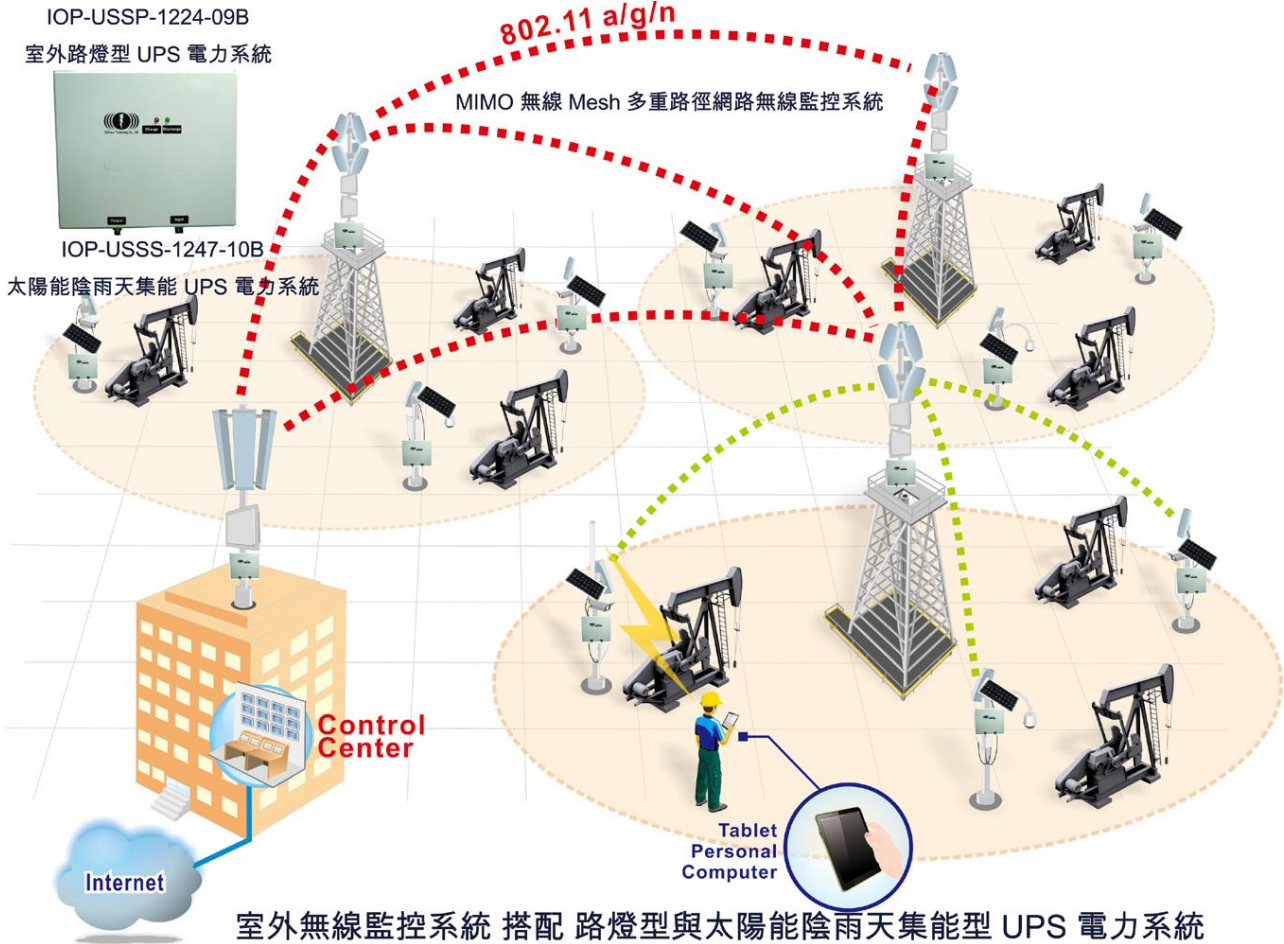 IOP-USSP-1224-09B
室外路燈型 UPS 電力系統
Charge Discharge
Output Input
IOP-USSS-1247-10B
太陽能陰雨天集能 UPS 電力系統
802.11 a/g/n
MIMO 無線 Mesh 多重路徑網路無線監控系統
Control
Center
Internet
Tablet
Personal
Computer
室外無線監控系統 搭配 路燈型與太陽能陰雨天集能型 UPS 電力系統